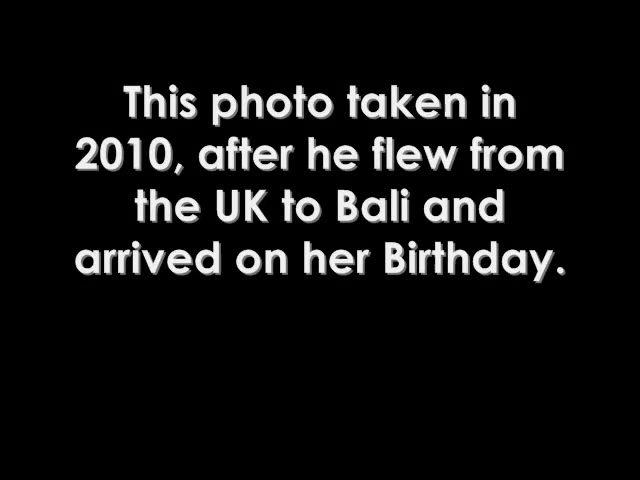 This photo taken in
2010, after he flew from
the UK to Bali and
arrived on her Birthday.